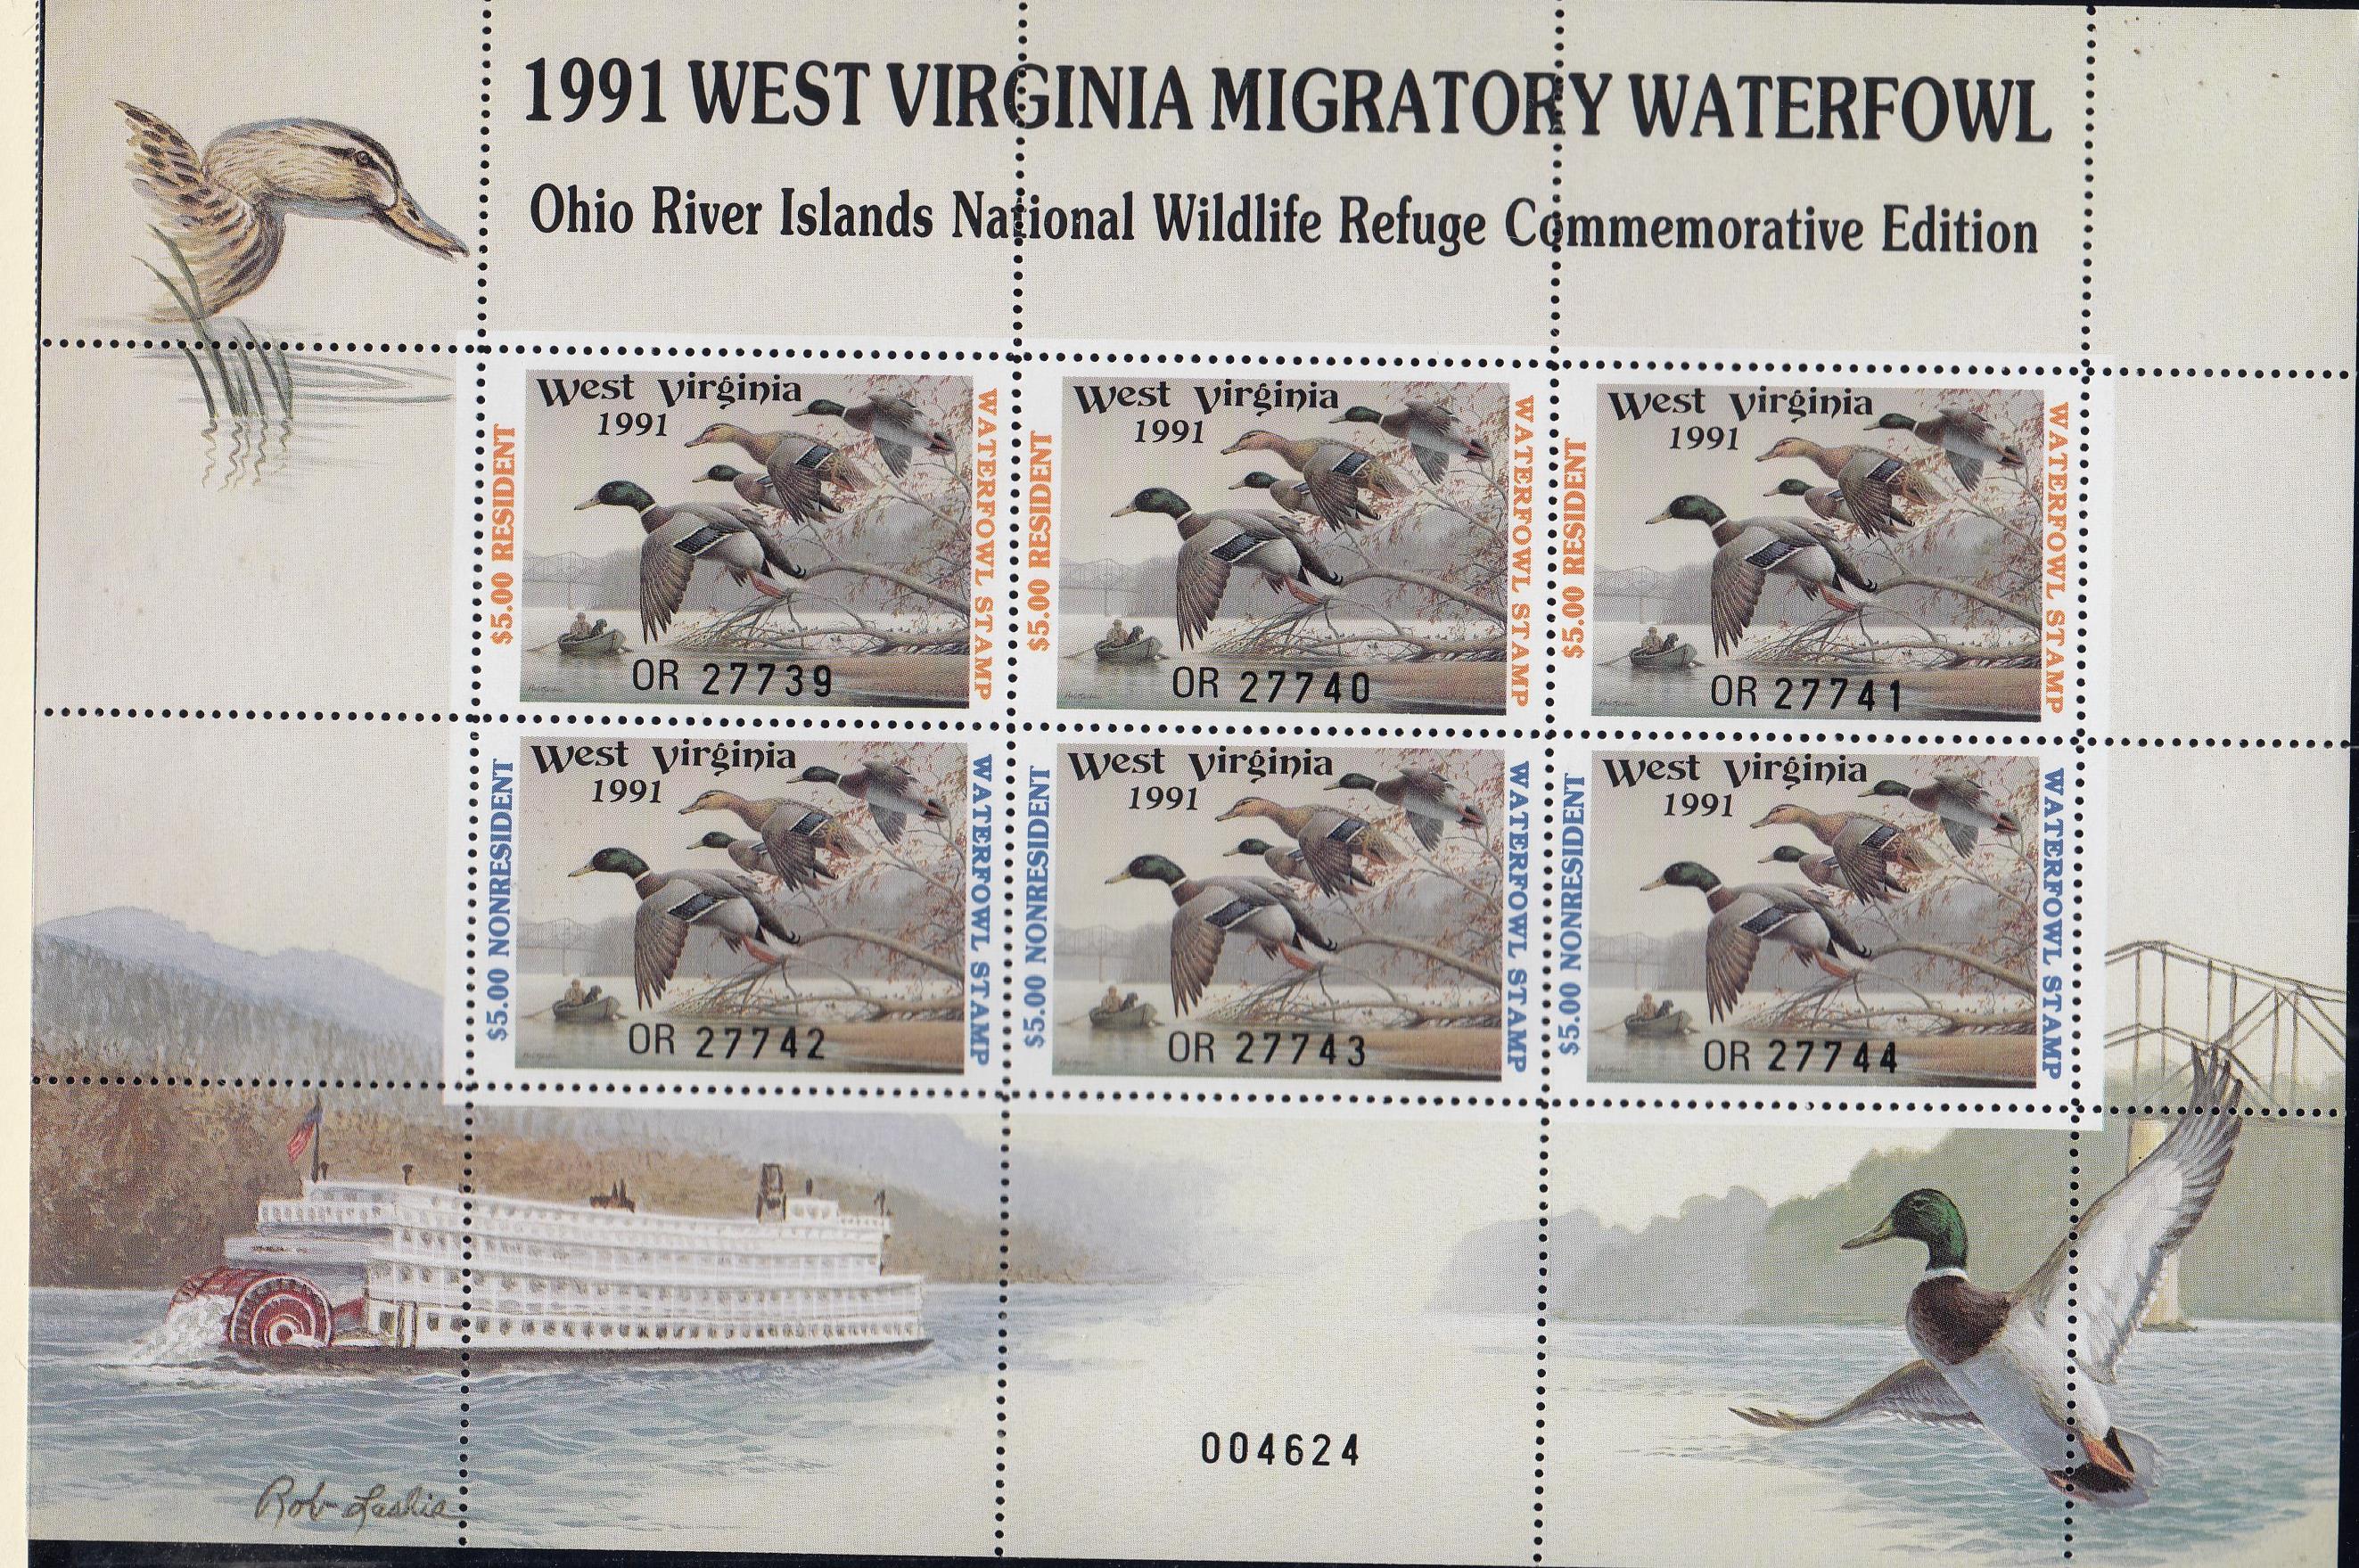 1991 WEST VIRGINIA MIGRATORY WATERFOWL
Ohio River Islands National Wildlife Refuge Commemorative Edition
West Virginia
1991
$5.00 RESIDENT
WATERFOWL STAMP
OR 27739
West Virginia
1991
$5.00 RESIDENT
WATERFOWL STAMP
OR 27740
West Virginia
1991
$5.00 RESIDENT
WATERFOWL STAMP
OR 27741
West Virginia
1991
$5.00 NONRESIDENT
WATERFOWL STAMP
OR 27742
West Virginia
1991
$5.00 NONRESIDENT
WATERFOWL STAMP
OR 27743
West Virginia
1991
$5.00 NONRESIDENT
WATERFOWL STAMP
OR 27744
004624
Rob Leslie